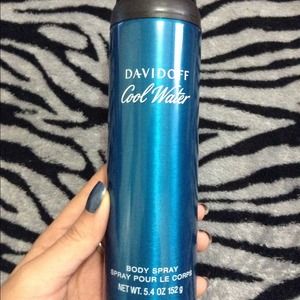 DAVIDOFF
Cool Water
BODY SPRAY
SPRAY POUR LE CORPS
NET WT. 5.4 OZ 152 g